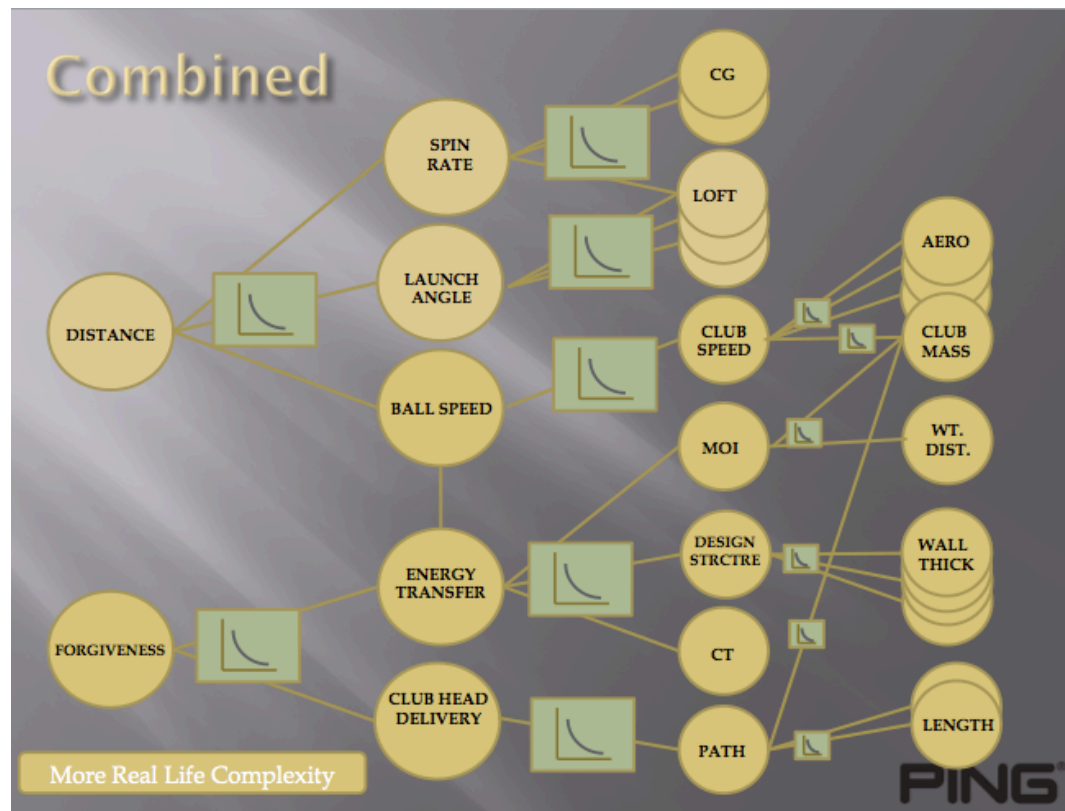 Combined
CG
SPIN
RATE
LOFT
AERO
LAUNCH
ANGLE
DISTANCE
CLUB
SPEED
CLUB
MASS
BALL SPEED
MOI
WT.
DIST.
DESIGN
STRCTRE
WALL
THICK
ENERGY
TRANSFER
FORGIVENESS
CT
CLUB HEAD
DELIVERY
LENGTH
PATH
More Real Life Complexity
PING®